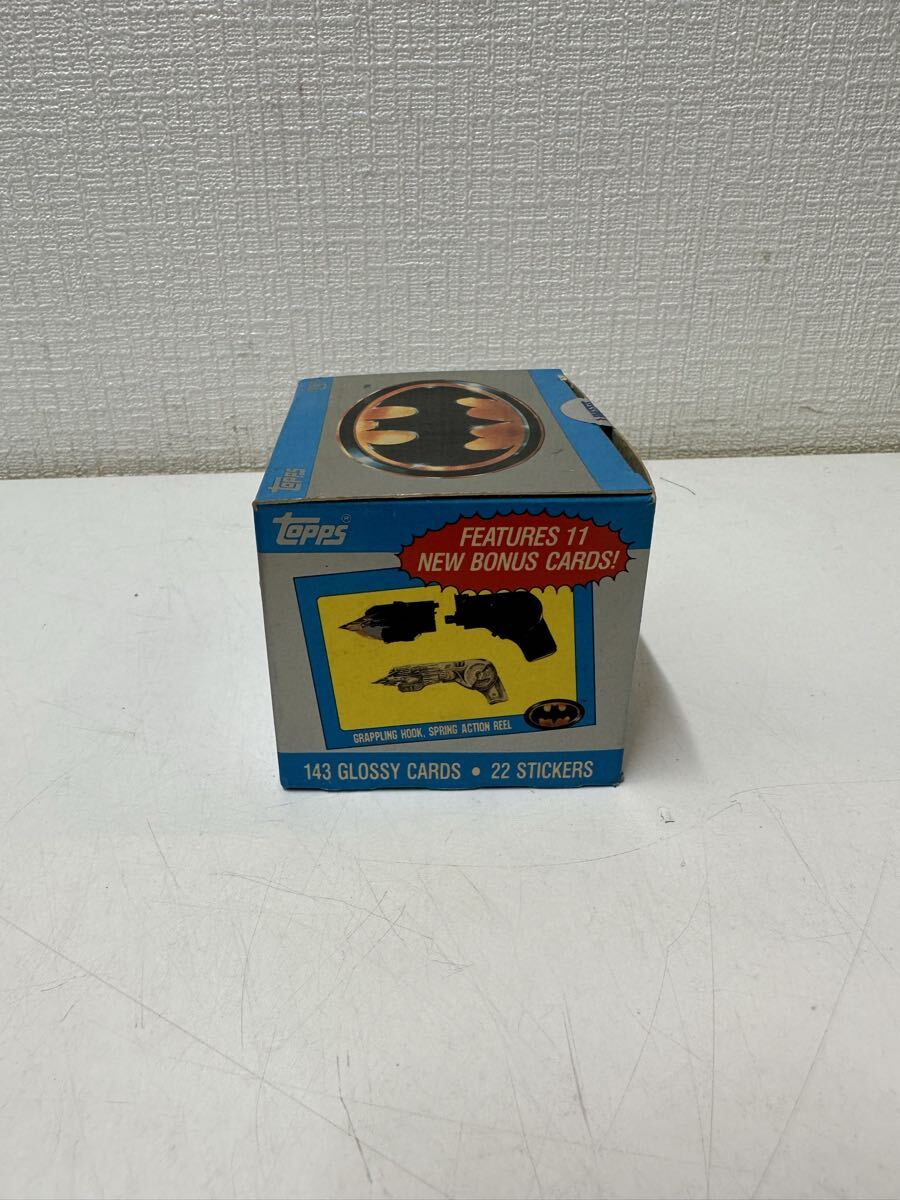 TOPPS
TOPPS®
FEATURES 11
NEW BONUS CARDS!
GRAPPLING HOOK, SPRING ACTION REEL
143 GLOSSY CARDS • 22 STICKERS